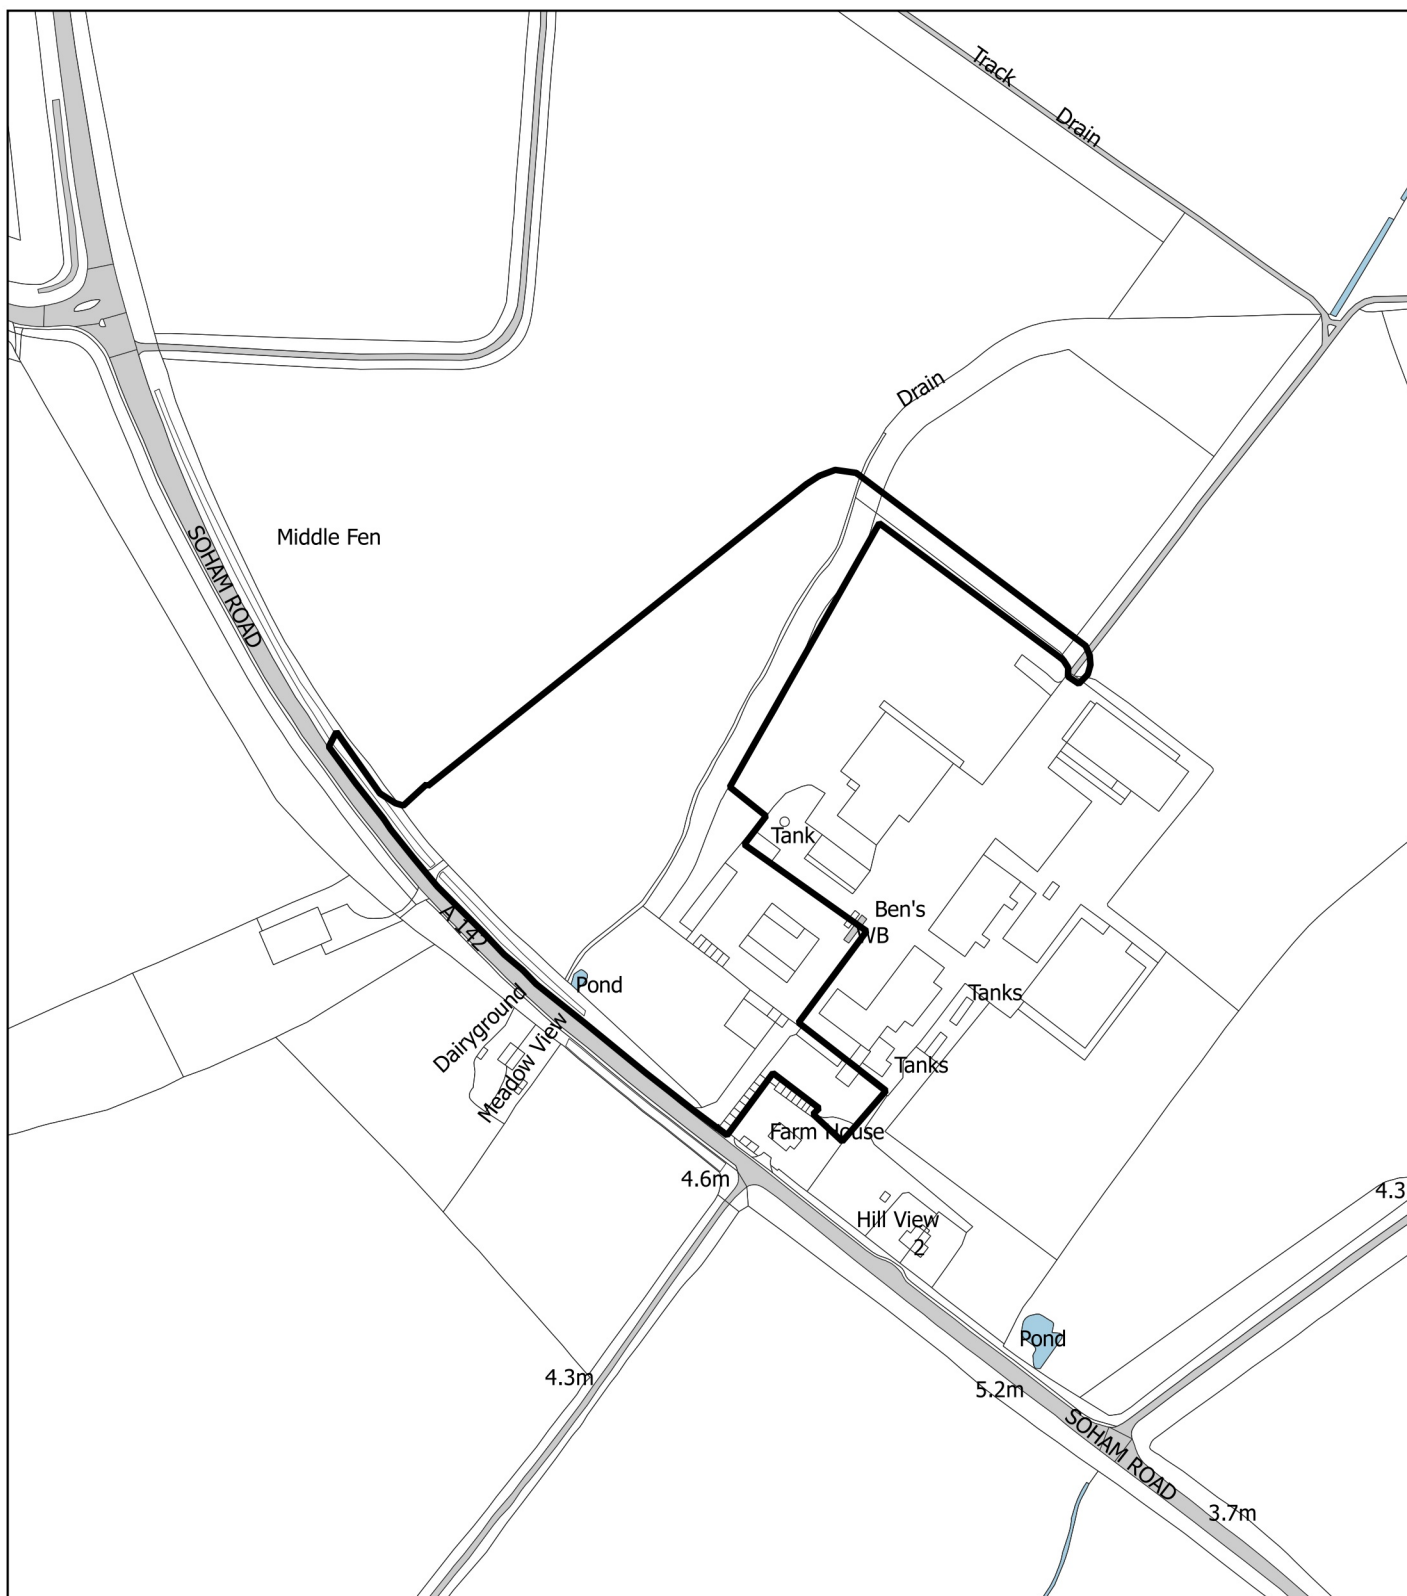 Track
Drain
Drain
SOHAM ROAD
Middle Fen
Tank
Ben's
WB
A 142
Pond
Tanks
Dairyground
Meadow View
Tanks
Farm House
4.6m
4.3
Hill View
2
Pond
4.3m
5.2m
SOHAM ROAD
3.7m